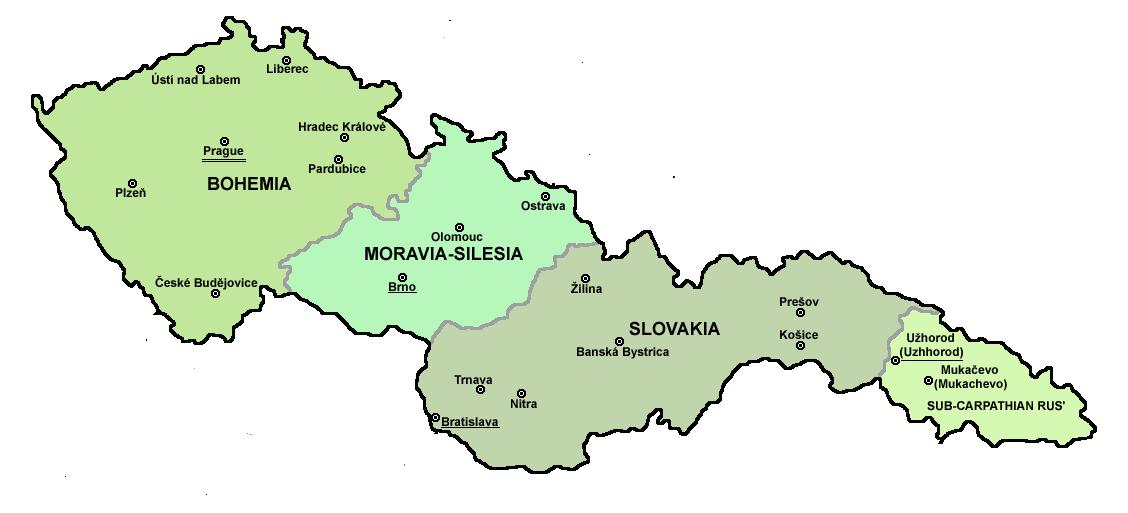 Ústí nad Labem
Liberec
Hradec Králové
Prague
Pardubice
Plzeň
BOHEMIA
České Budějovice
Ostrava
Olomouc
MORAVIA-SILESIA
Brno
Žilina
Prešov
SLOVAKIA
Košice
Banská Bystrica
Trnava
Nitra
Bratislava
Užhorod
(Uzhhorod)
Mukačevo
(Mukachevo)
SUB-CARPATHIAN RUS'